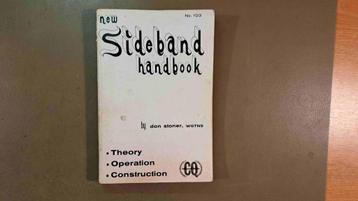 new
No. 103
Sideband
handbook
by don stoner, W6TNS
• Theory
• Operation
• Construction
CQ